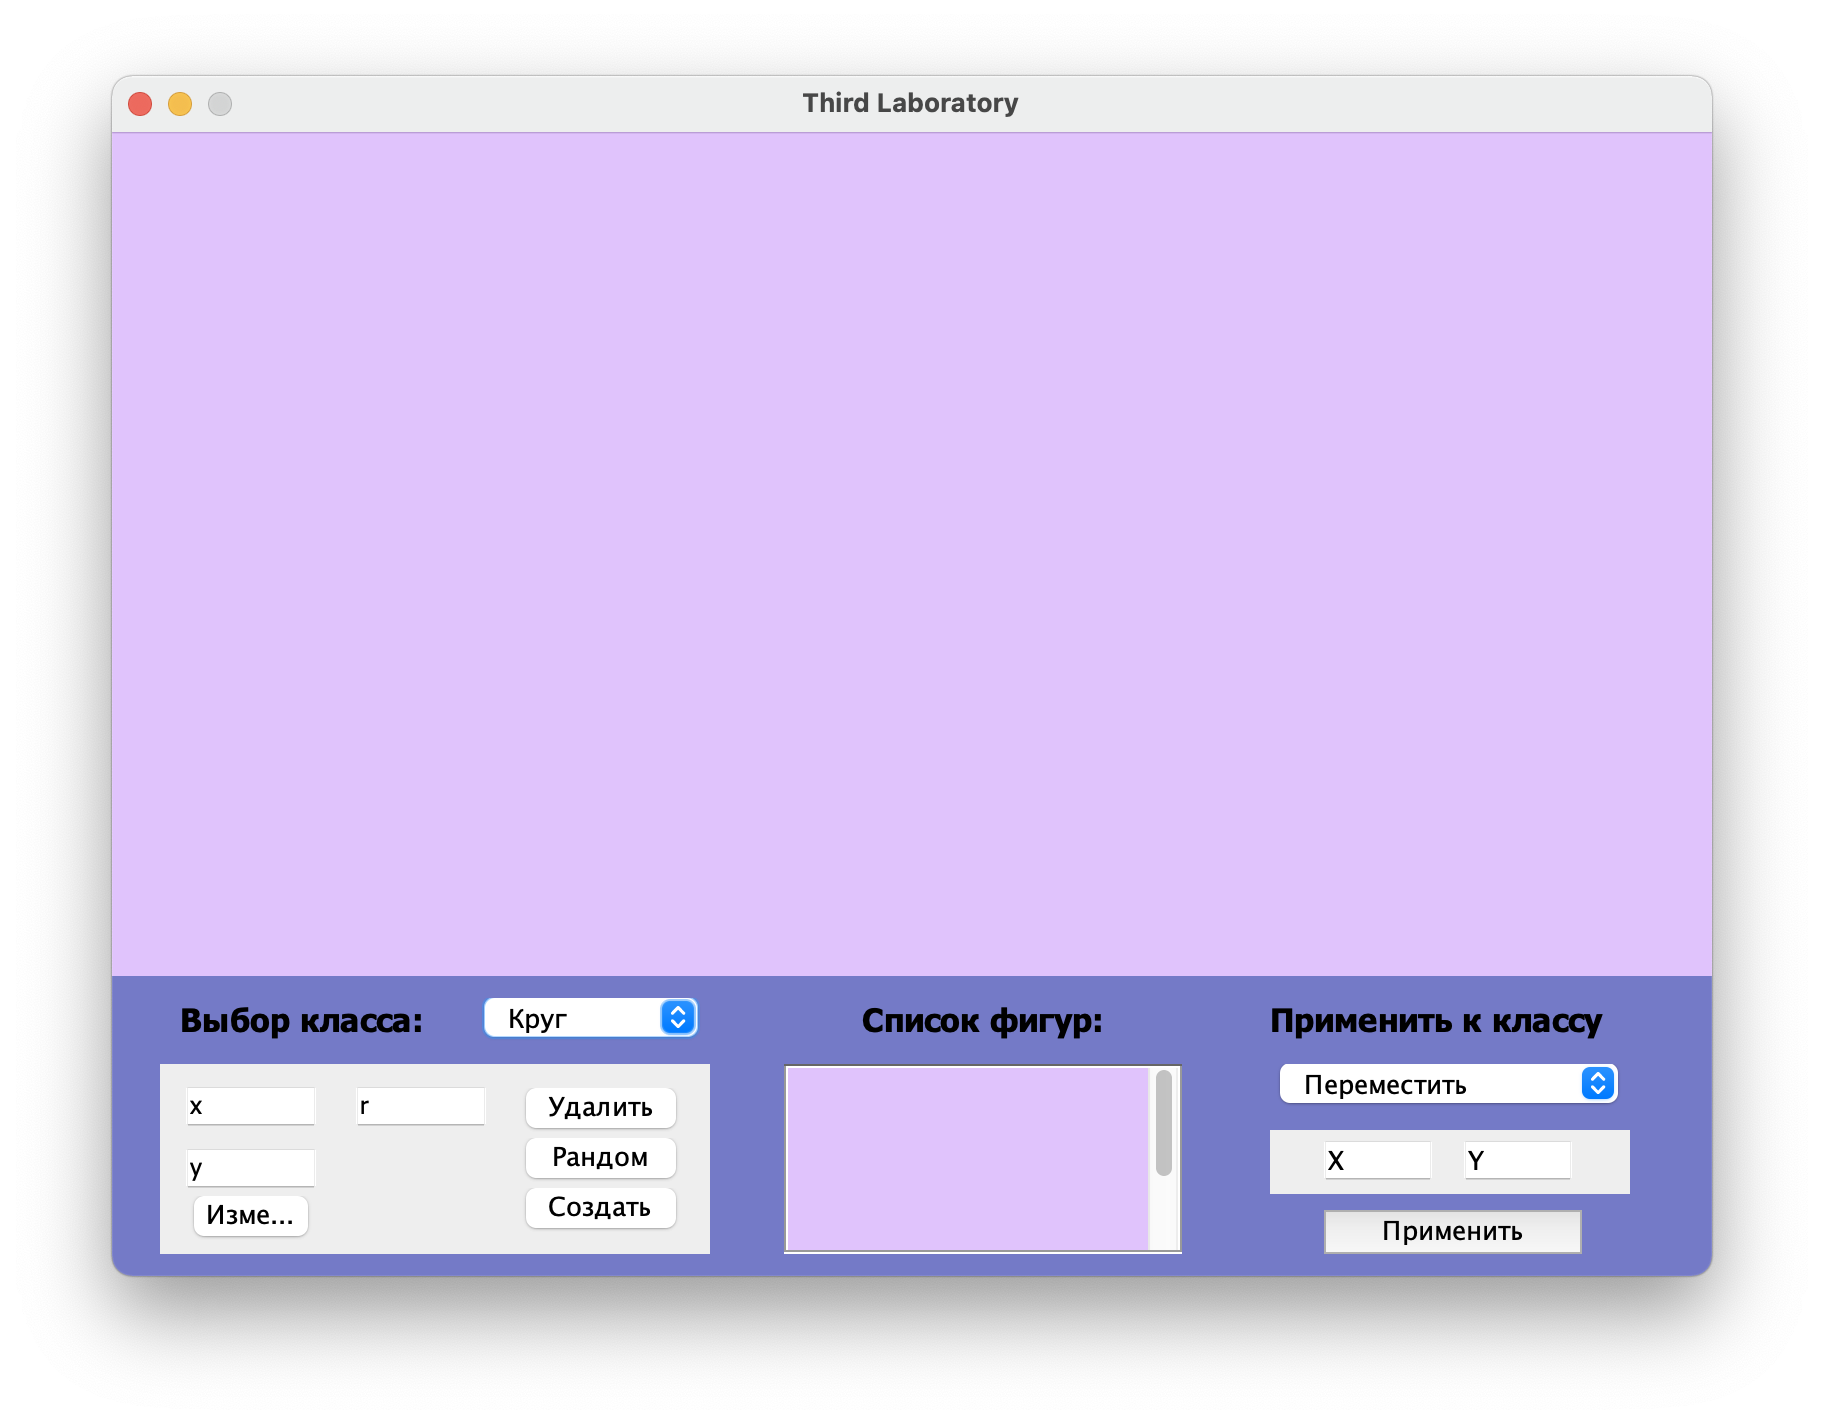 Third Laboratory
Выбор класса:
Круг
x
r
y
Изме...
Удалить
Рандом
Создать
Список фигур:
Применить к классу
Переместить
X
Y
Применить